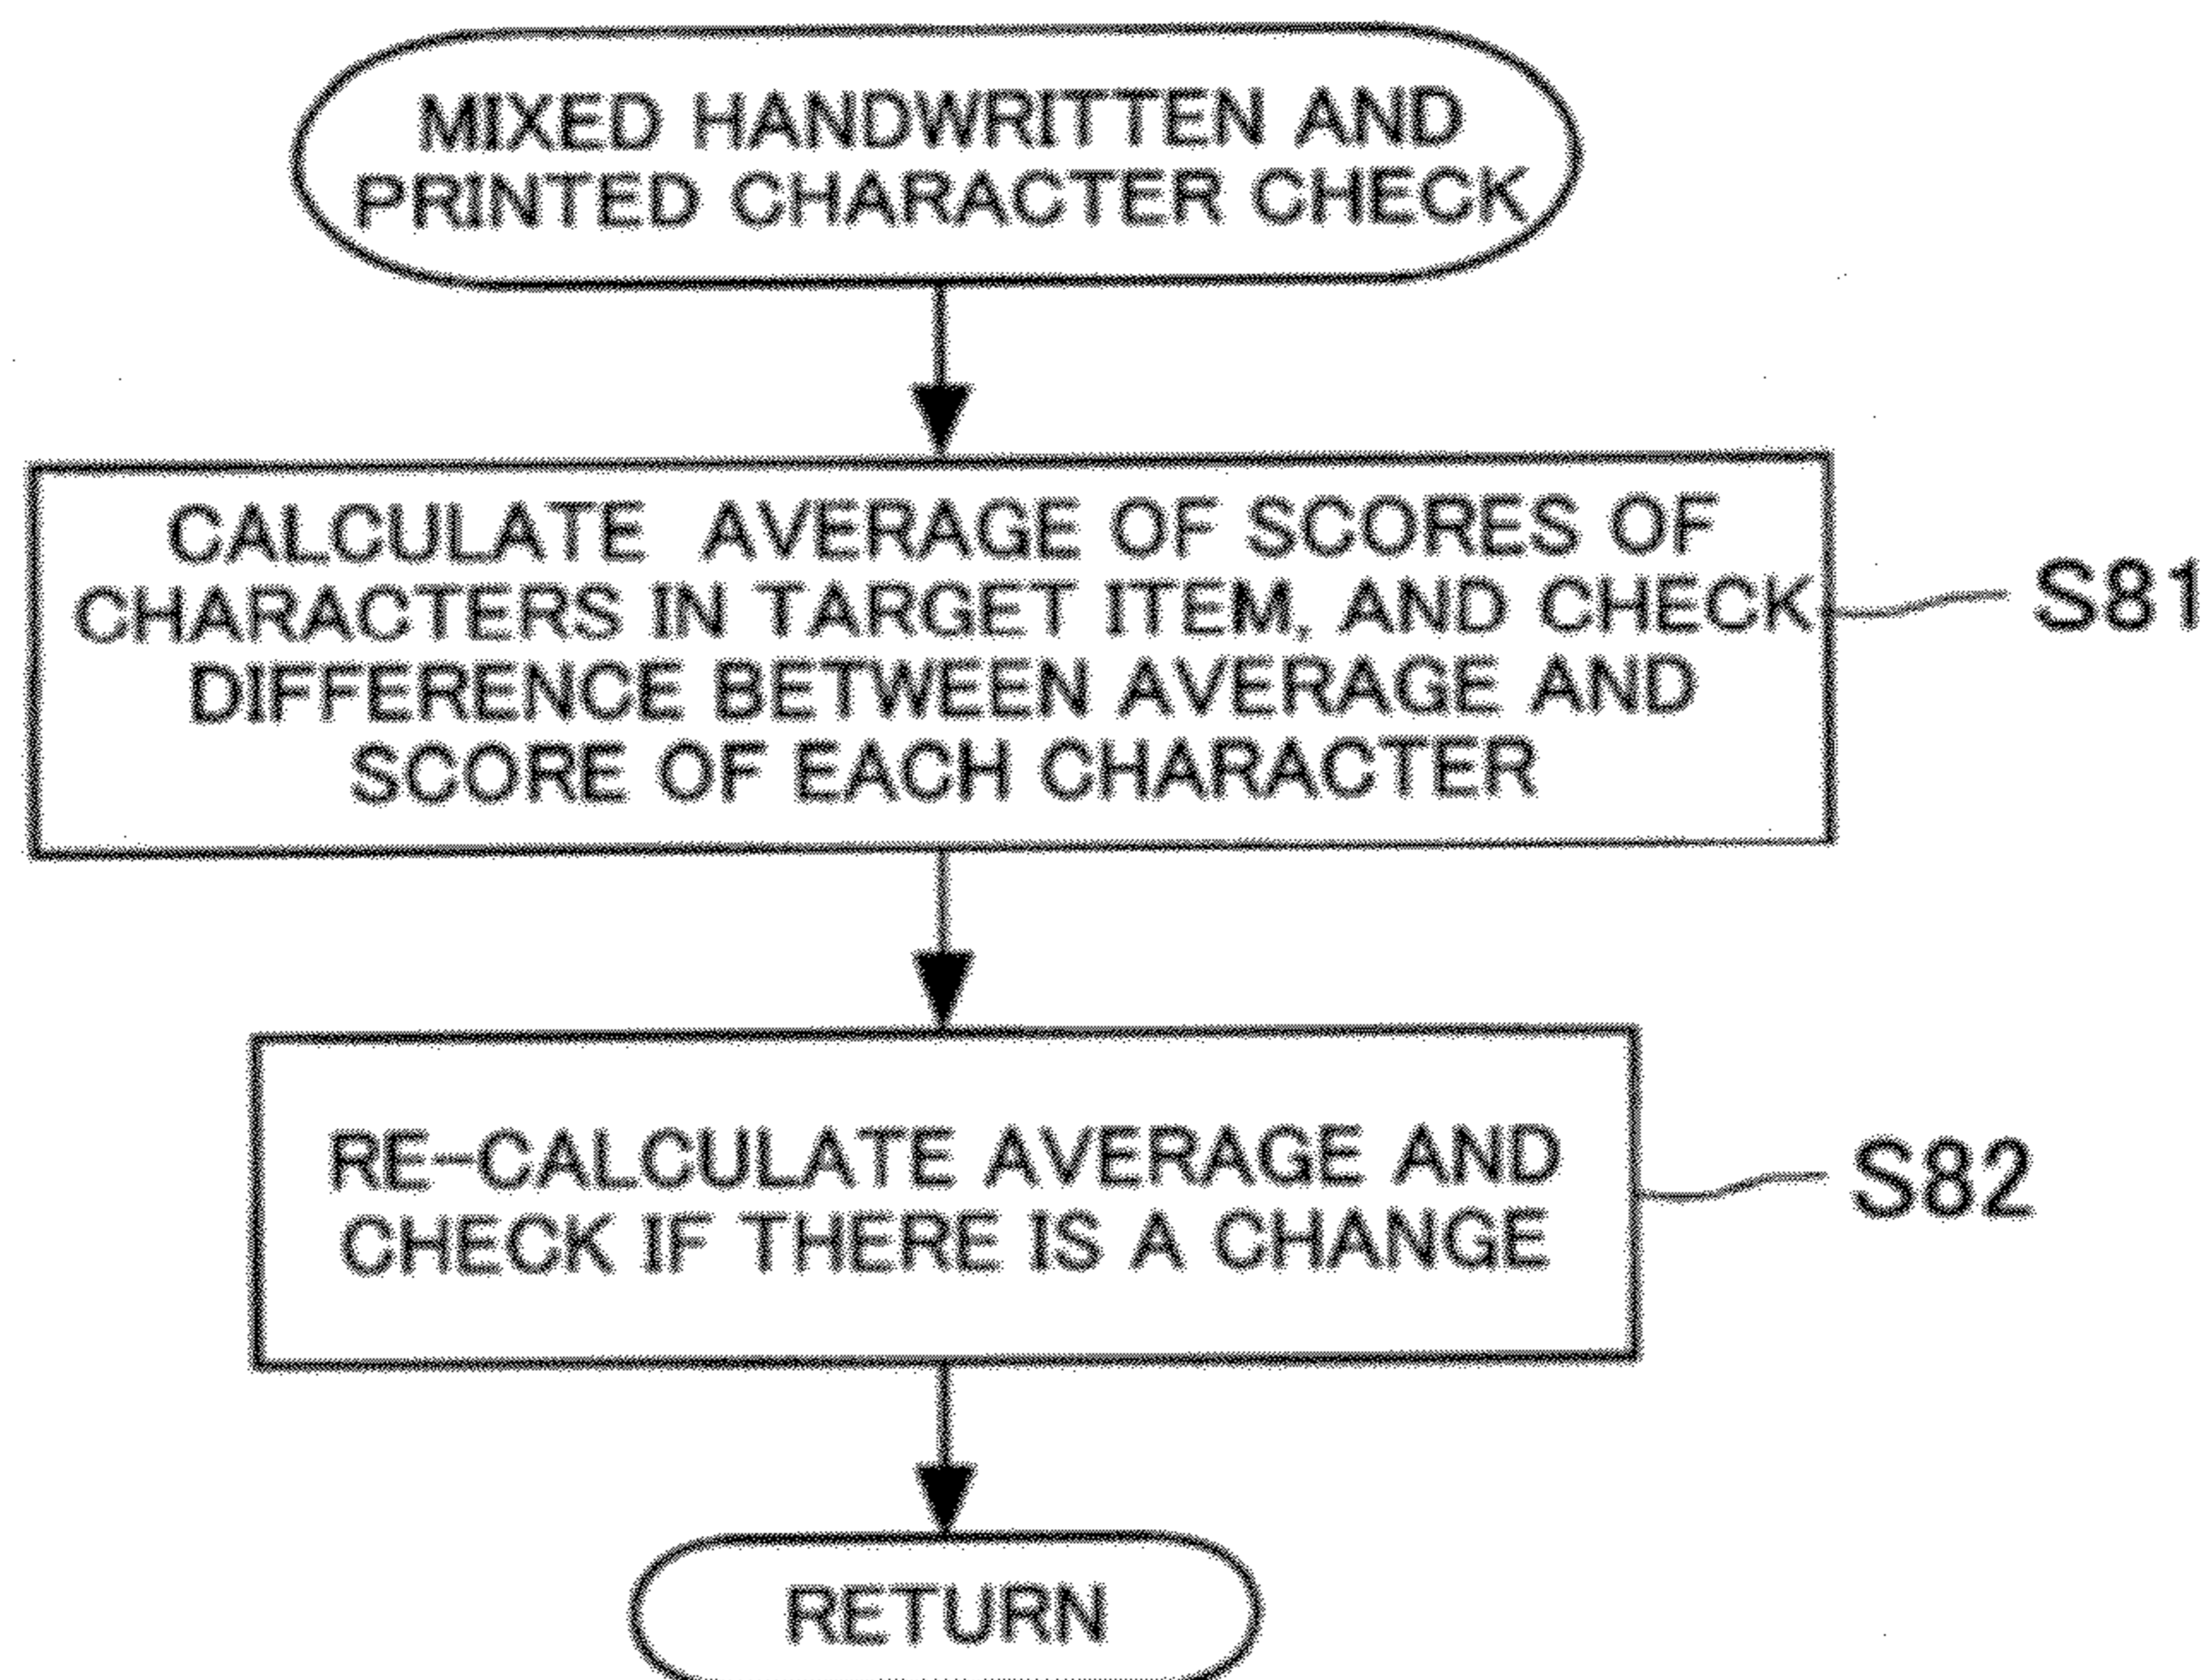 MIXED HANDWRITTEN AND
PRINTED CHARACTER CHECK
CALCULATE AVERAGE OF SCORES OF
CHARACTERS IN TARGET ITEM, AND CHECK
DIFFERENCE BETWEEN AVERAGE AND
SCORE OF EACH CHARACTER
S81
RE-CALCULATE AVERAGE AND
CHECK IF THERE IS A CHANGE
S82
RETURN